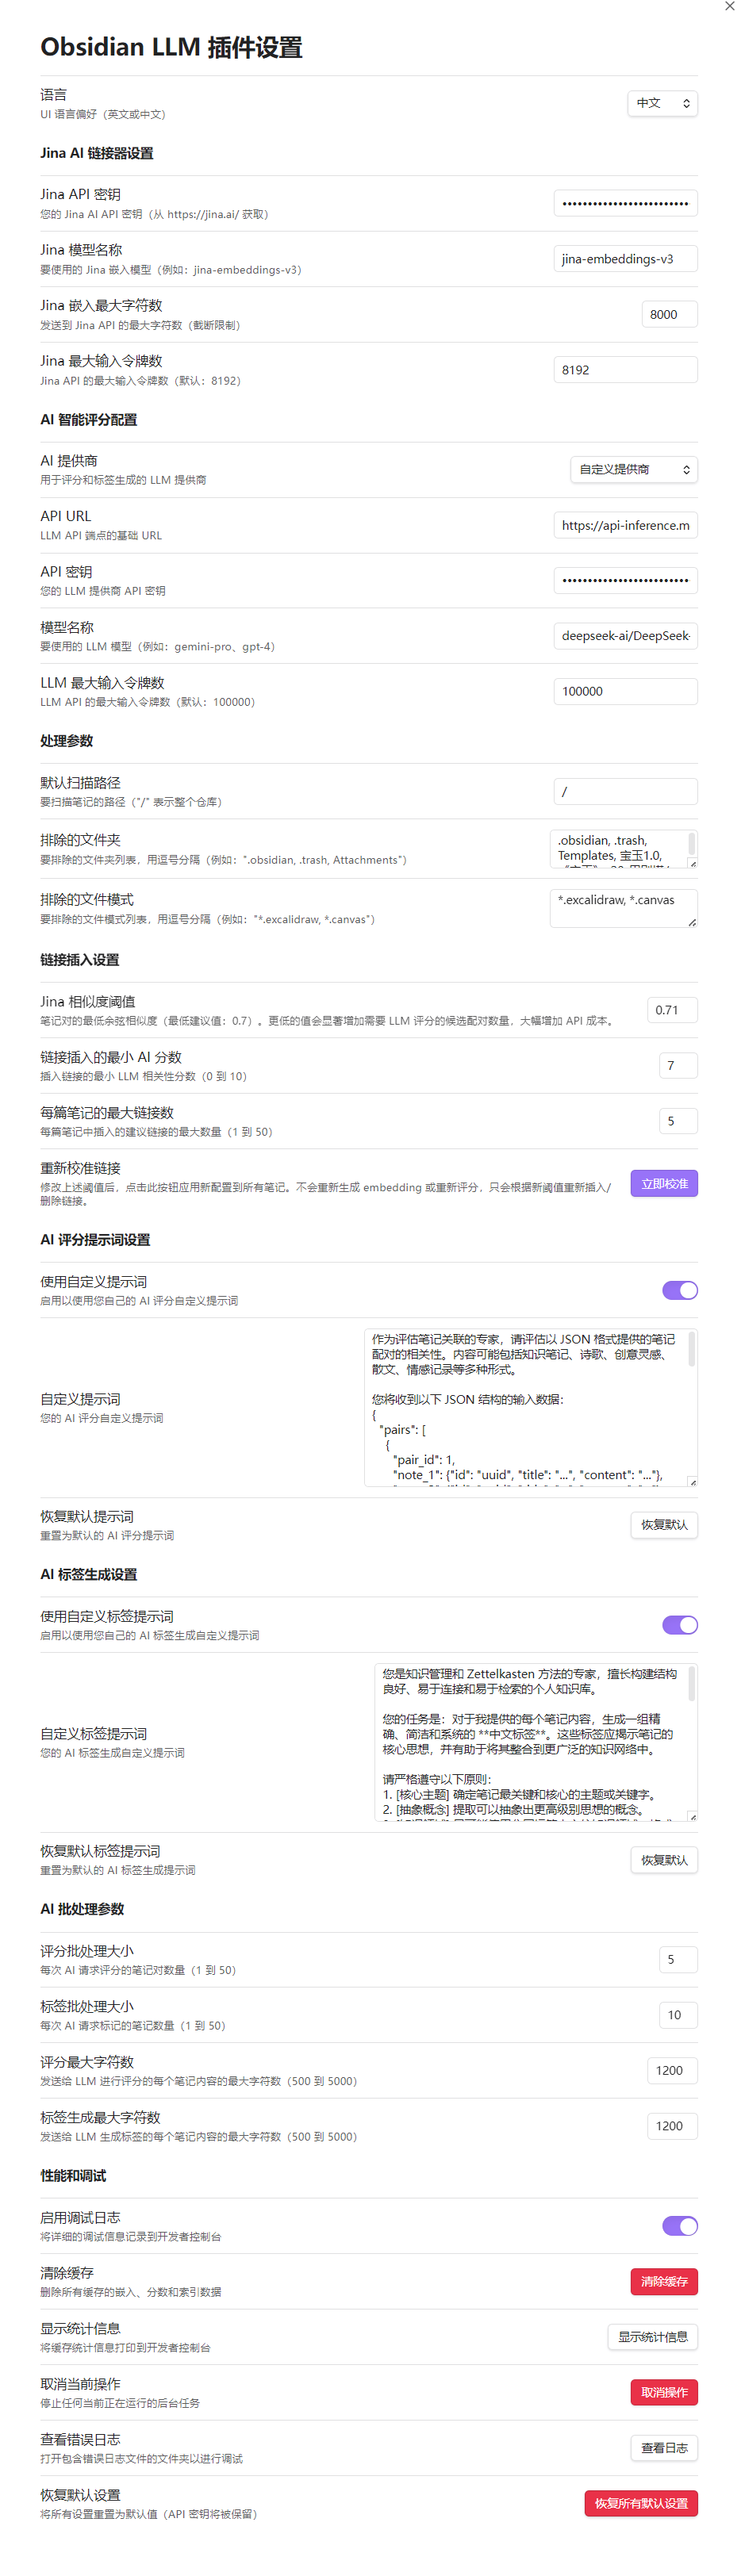 Obsidian LLM 插件设置
语言
UI 语言偏好（英文或中文）
中文
Jina AI 链接器设置
Jina API 密钥
您的 Jina AI API 密钥（从 https://jina.ai/ 获取）
Jina 模型名称
要使用的 Jina 嵌入模型（例如：jina-embeddings-v3）
jina-embeddings-v3
Jina 嵌入最大字符数
发送到 Jina API 的最大字符数（截断限制）
8000
Jina 最大输入令牌数
Jina API 的最大输入令牌数（默认：8192）
8192
AI 智能评分配置
AI 提供商
用于评分和标签生成的 LLM 提供商
自定义提供商
API URL
LLM API 端点的基础 URL
https://api-inference.m
API 密钥
您的 LLM 提供商 API 密钥
模型名称
要使用的 LLM 模型（例如：gemini-pro、gpt-4）
deepseek-ai/DeepSeek-
LLM 最大输入令牌数
LLM API 的最大输入令牌数（默认：100000）
100000
处理参数
默认扫描路径
要扫描笔记的路径（"/" 表示整个仓库）
/
排除的文件夹
要排除的文件夹列表，用逗号分隔（例如：".obsidian, .trash, Attachments"）
.obsidian, .trash,
Templates, 宝玉1.0,
排除的文件模式
要排除的文件模式列表，用逗号分隔（例如："*.excalidraw, *.canvas"）
*.excalidraw, *.canvas
链接插入设置
Jina 相似度阈值
笔记对的最低余弦相似度（最低建议值：0.7）。更低的值会显著增加需要 LLM 评分的候选配对数量，大幅增加 API 成本。
0.71
链接插入的最小 AI 分数
插入链接的最小 LLM 相关性分数（0 到 10）
7
每篇笔记的最大链接数
每篇笔记中插入的建议链接的最大数量（1 到 50）
5
重新校准链接
修改上述阈值后，点击此按钮应用新配置到所有笔记。不会重新生成 embedding 或重新评分，只会根据新阈值重新插入/
删除链接。
立即校准
AI 评分提示词设置
使用自定义提示词
启用以使用您自己的 AI 评分自定义提示词
自定义提示词
您的 AI 评分自定义提示词
作为评估笔记关联的专家，请评估以 JSON 格式提供的笔记
配对的相关性。内容可能包括知识笔记、诗歌、创意灵感、
散文、情感记录等多种形式。
您将收到以下 JSON 结构的输入数据：
{
"pairs": [
{
"pair_id": 1,
"note_1": {"id": "uuid", "title": "...", "content": "..."},
恢复默认提示词
重置为默认的 AI 评分提示词
恢复默认
AI 标签生成设置
使用自定义标签提示词
启用以使用您自己的 AI 标签生成自定义提示词
自定义标签提示词
您的 AI 标签生成自定义提示词
您是知识管理和 Zettelkasten 方法的专家，擅长构建结构
良好、易于连接和易于检索的个人知识库。
您的任务是：对于我提供的每个笔记内容，生成一组精
确、简洁和系统的 **中文标签**。这些标签应揭示笔记的
核心思想，并有助于将其整合到更广泛的知识网络中。
请严格遵守以下原则：
1. [核心主题] 确定笔记最关键和核心的主题或关键字。
2. [抽象概念] 提取可以抽象出更高级别思想的概念。
恢复默认标签提示词
重置为默认的 AI 标签生成提示词
恢复默认
AI 批处理参数
评分批处理大小
每次 AI 请求评分的笔记对数量（1 到 50）
5
标签批处理大小
每次 AI 请求标记的笔记数量（1 到 50）
10
评分最大字符数
发送给 LLM 进行评分的每个笔记内容的最大字符数（500 到 5000）
1200
标签生成最大字符数
发送给 LLM 生成标签的每个笔记内容的最大字符数（500 到 5000）
1200
性能和调试
启用调试日志
将详细的调试信息记录到开发者控制台
清除缓存
删除所有缓存的嵌入、分数和索引数据
清除缓存
显示统计信息
将缓存统计信息打印到开发者控制台
显示统计信息
取消当前操作
停止任何当前正在运行的后台任务
取消操作
查看错误日志
打开包含错误日志文件的文件夹以进行调试
查看日志
恢复默认设置
将所有设置重置为默认值（API 密钥将被保留）
恢复所有默认设置